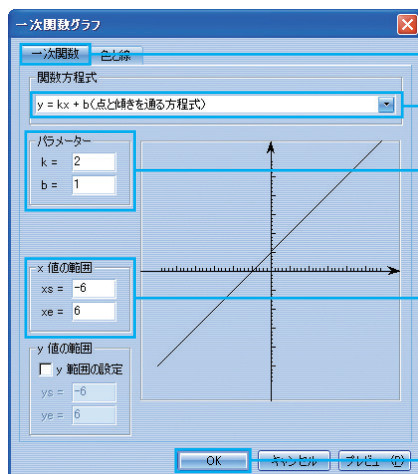 一次関数グラフ
一次関数 色と線
関数方程式
y = kx + b(点と傾きを通る方程式)
パラメーター
k = 2
b = 1
x 値の範囲
xs = -6
xe = 6
y 値の範囲
y 範囲の設定
ys = -6
ye = 6
OK キャンセル プレビュー(P)